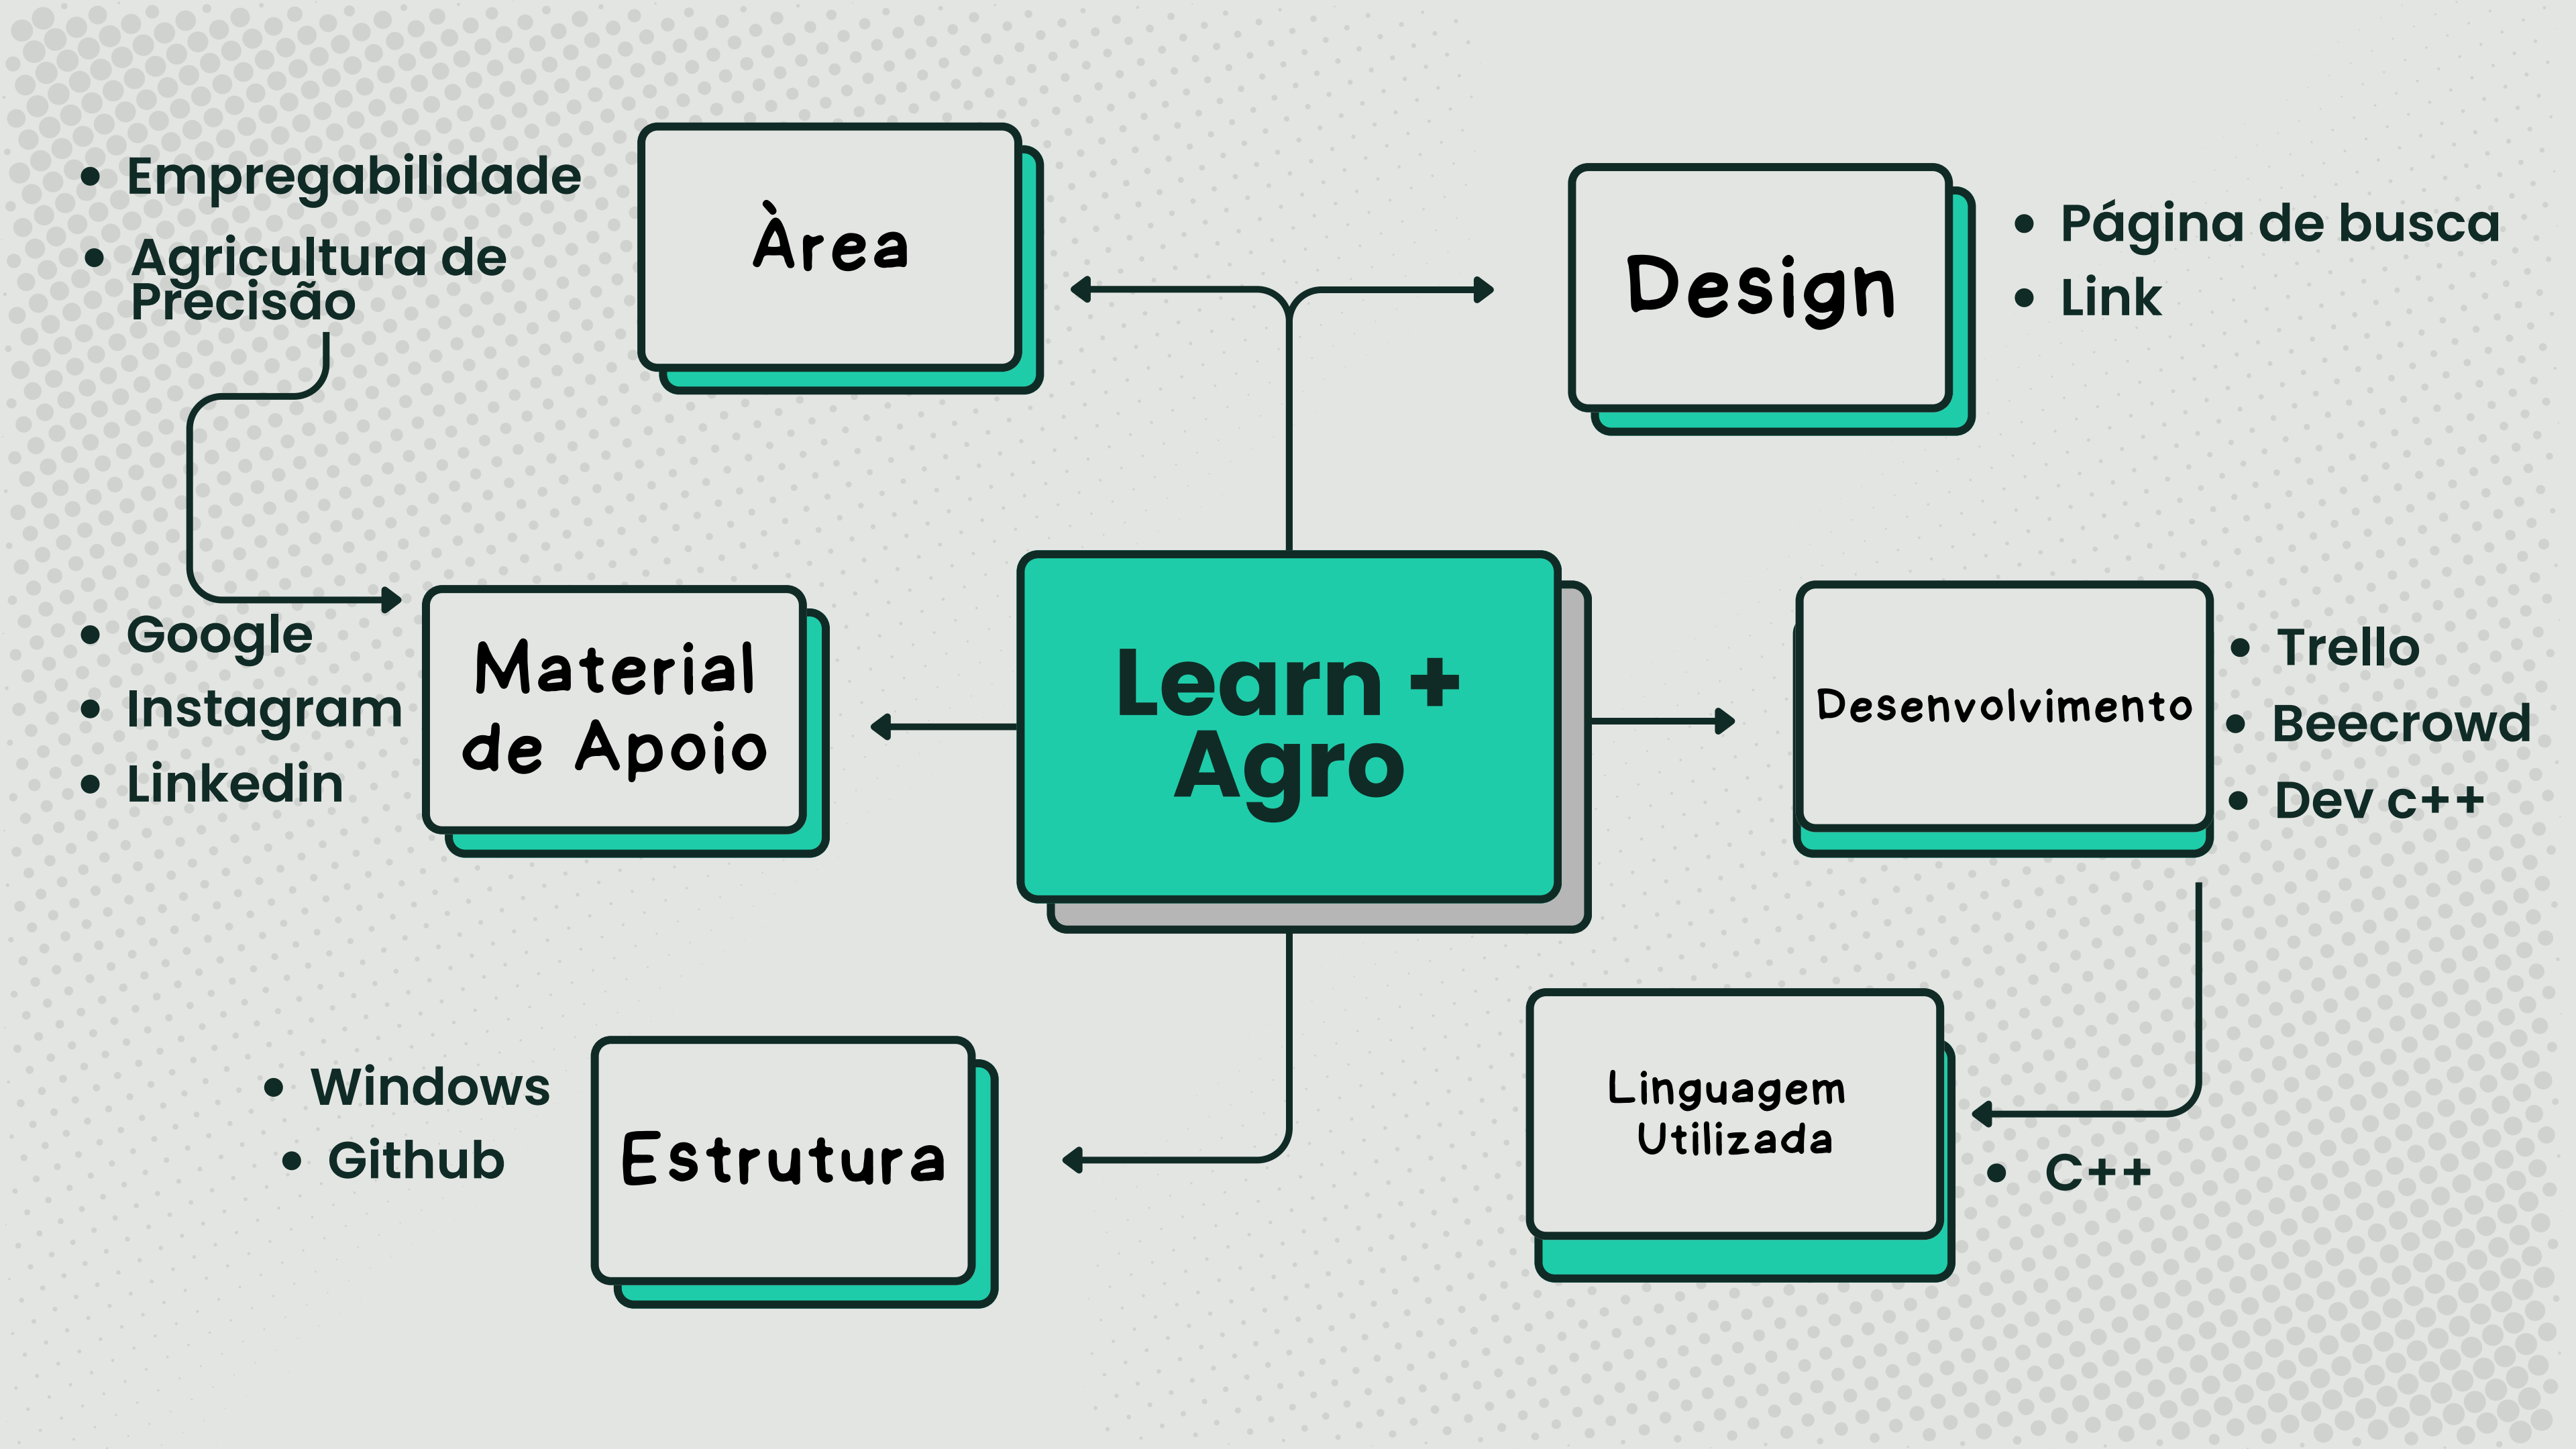 Àrea
• Empregabilidade
• Agricultura de
Precisão
Design
• Página de busca
• Link
Material
de Apoio
• Google
• Instagram
• Linkedin
Learn +
Agro
Desenvolvimento
• Trello
• Beecrowd
• Dev c++
Estrutura
• Windows
• Github
Linguagem
Utilizada
• C++